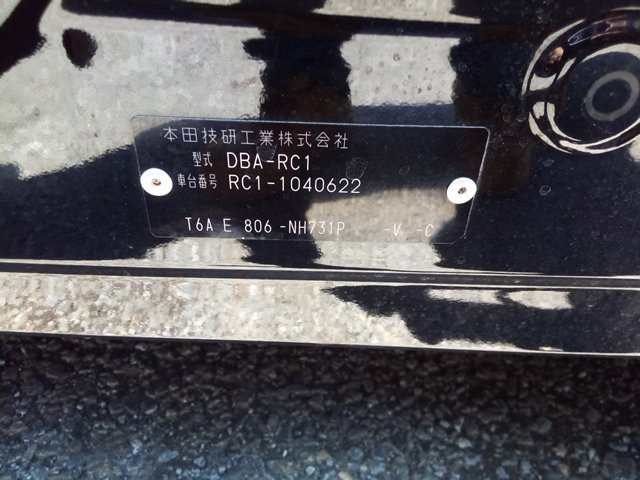 本田技研工業株式会社
型式 DBA-RC1
車台番号 RC1-1040622
T6A E 806-NH731P -V -C